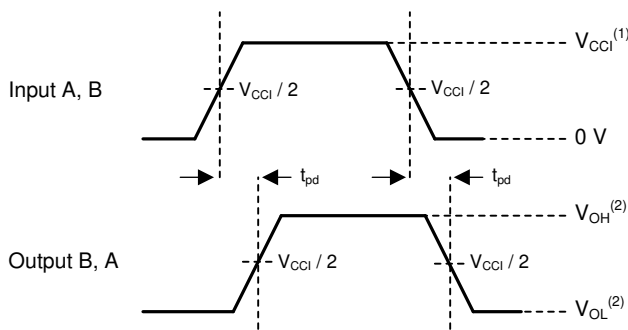 V_CCI^(1)
Input A, B
V_CCI / 2
V_CCI / 2
0 V
t_pd
t_pd
V_OH^(2)
Output B, A
V_CCI / 2
V_CCI / 2
V_OL^(2)